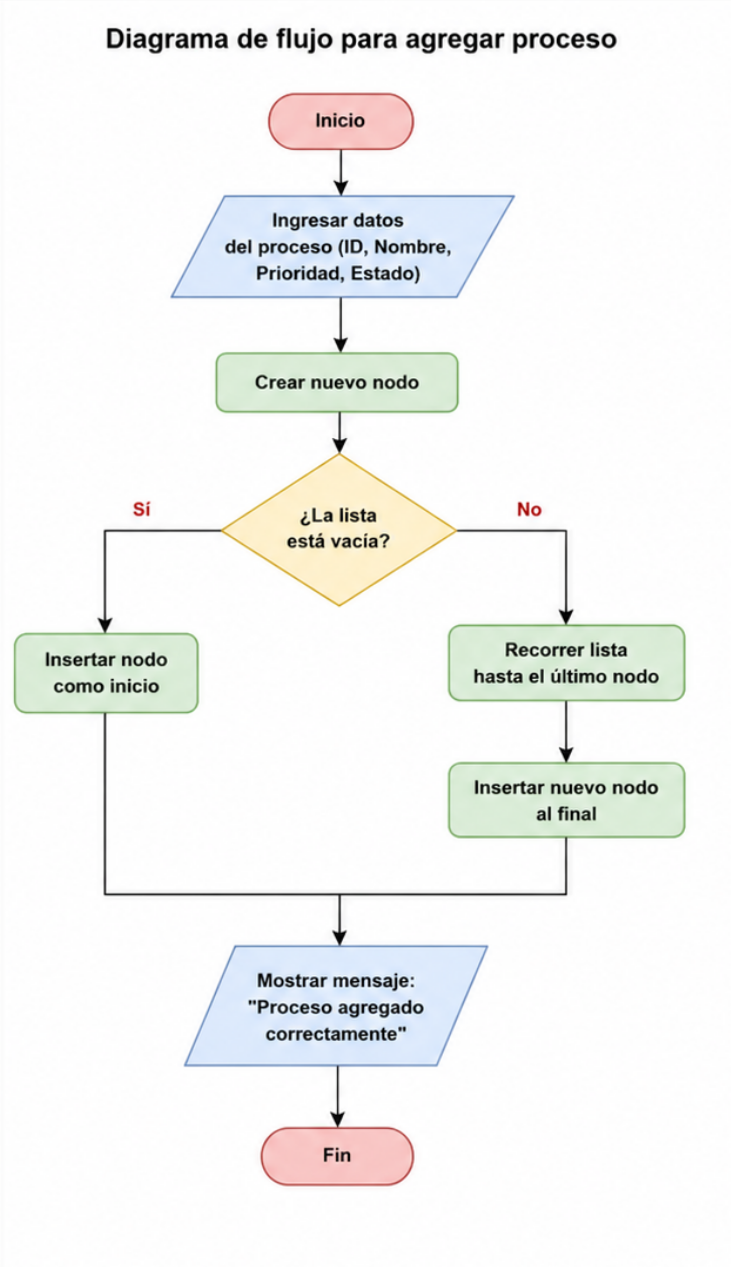 Diagrama de flujo para agregar proceso
Inicio
Ingresar datos
del proceso (ID, Nombre,
Prioridad, Estado)
Crear nuevo nodo
¿La lista
está vacía?
Sí
No
Insertar nodo
como inicio
Recorrer lista
hasta el último nodo
Insertar nuevo nodo
al final
Mostrar mensaje:
"Proceso agregado
correctamente"
Fin